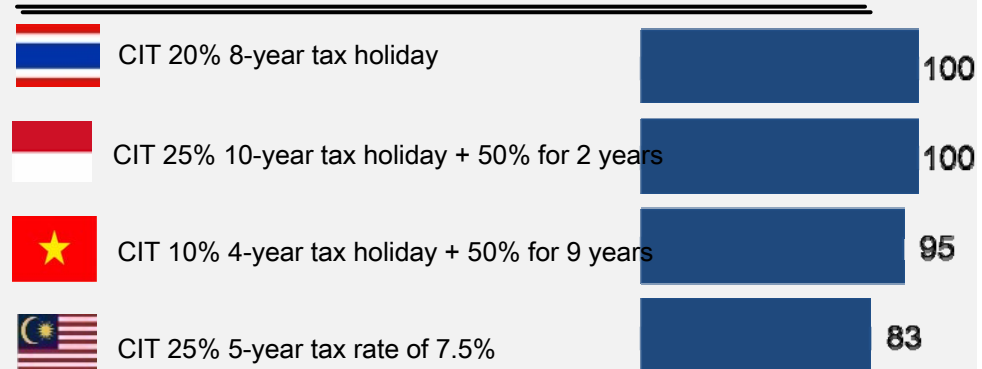 CIT 20% 8-year tax holiday
100
CIT 25% 10-year tax holiday + 50% for 2 years
100
CIT 10% 4-year tax holiday + 50% for 9 years
95
CIT 25% 5-year tax rate of 7.5%
83